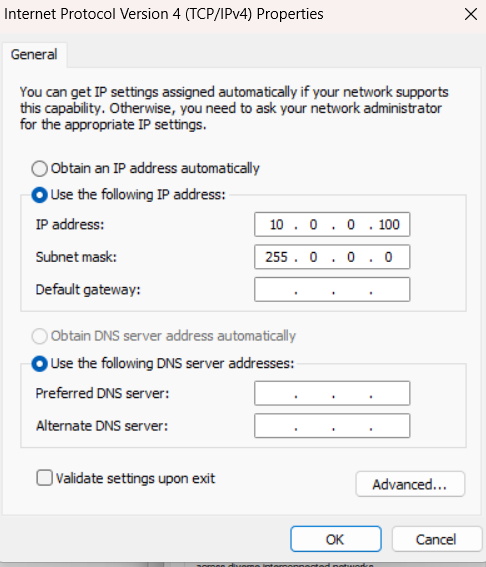 Internet Protocol Version 4 (TCP/IPv4) Properties
General
You can get IP settings assigned automatically if your network supports
this capability. Otherwise, you need to ask your network administrator
for the appropriate IP settings.
Obtain an IP address automatically
Use the following IP address:
IP address: 10 . 0 . 0 . 100
Subnet mask: 255 . 0 . 0 . 0
Default gateway: . . .
Obtain DNS server address automatically
Use the following DNS server addresses:
Preferred DNS server: . . .
Alternate DNS server: . . .
Validate settings upon exit
Advanced...
OK Cancel
across diverse interconnected networks